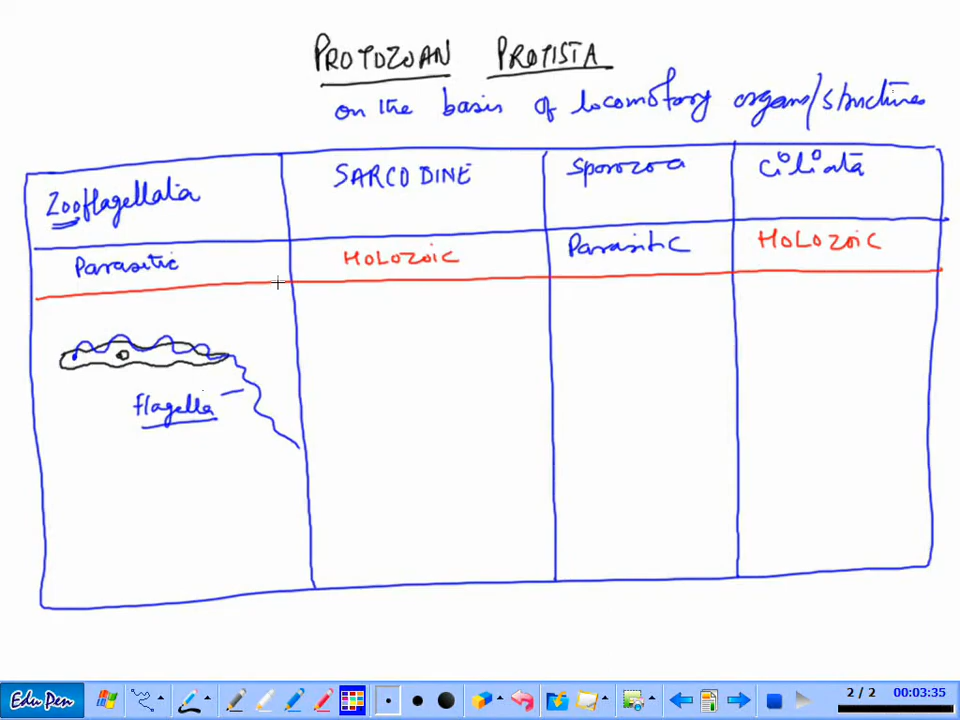 PROTOZOAN PROTISTA
on the basis of locomotory organs/structures
Zooflagellata SARCODINE Sporozoa Ciliata
Parasitic HOLOZOIC Parasitic HOLOZOIC
flagella
Edu Pen 2 / 2 00:03:35